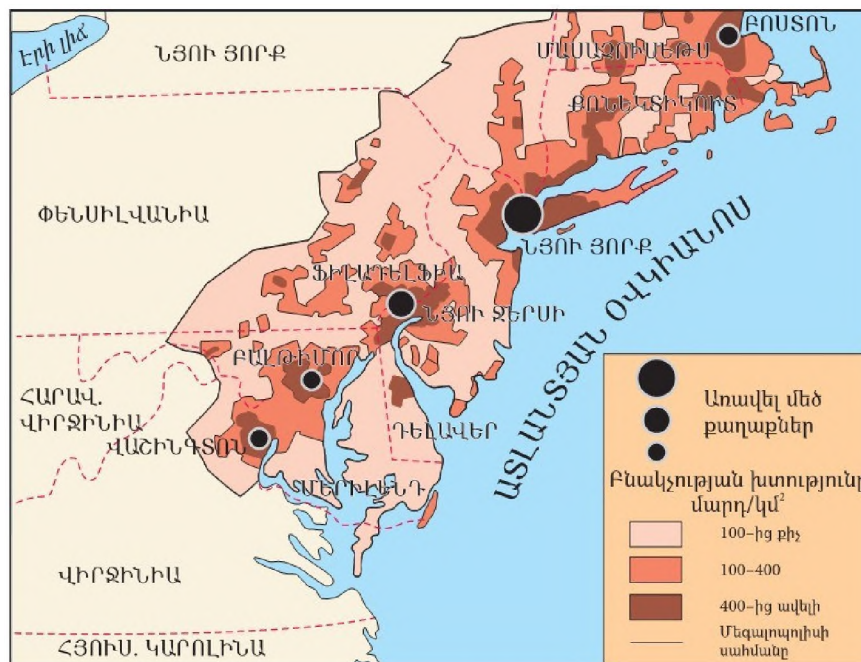 Էրի լիճ
ՆՅՈՒ ՅՈՐՔ
ԲՈՍՏՈՆ
ՄԱՍԱՉՈՒՍԵԹՍ
ՔՈՆԵԿՏԻԿՈՒՏ
ՓԵՆՍԻԼՎԱՆԻԱ
ՆՅՈՒ ՅՈՐՔ
ՖԻԼԱԴԵԼՖԻԱ
ՆՅՈՒ ՋԵՐՍԻ
ԱՏԼԱՆՏՅԱՆ ՕՎԿԻԱՆՈՍ
ԲԱԼԹԻՄՈՐ
ՀԱՐԱՎ.
ՎԻՐՋԻՆԻԱ
ՎԱՇԻՆԳՏՈՆ
ԴԵԼԱՎԵՐ
ՄԵՐԻԼԵՆԴ
ՎԻՐՋԻՆԻԱ
ՀՅՈՒՍ. ԿԱՐՈԼԻՆԱ
Առավել մեծ
քաղաքներ
Բնակչության խտությունը
մարդ/կմ²
100-ից քիչ
100-400
400-ից ավելի
Մեգալոպոլիսի
սահմանը